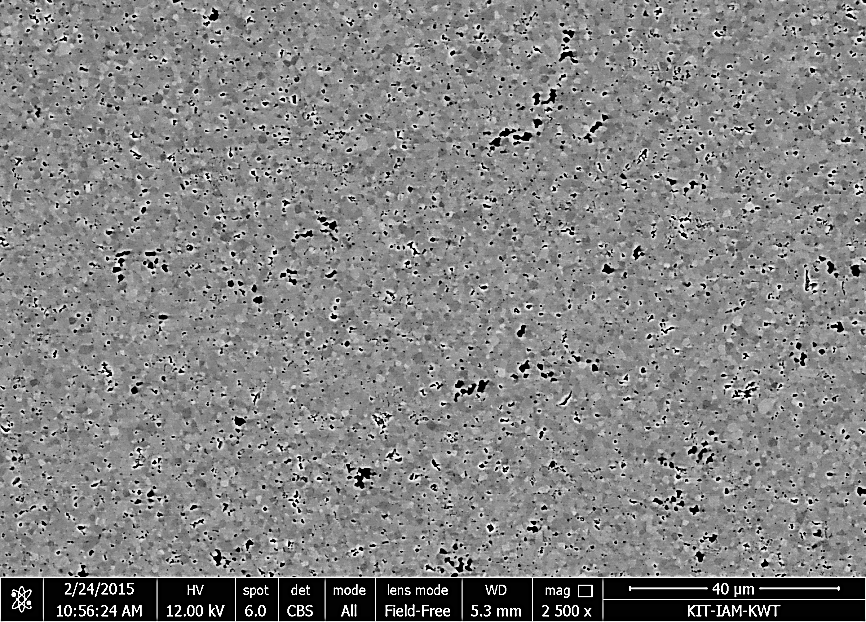 2/24/2015 HV spot det mode lens mode WD mag 40 µm
10:56:24 AM 12.00 kV 6.0 CBS All Field-Free 5.3 mm 2 500 x KIT-IAM-KWT